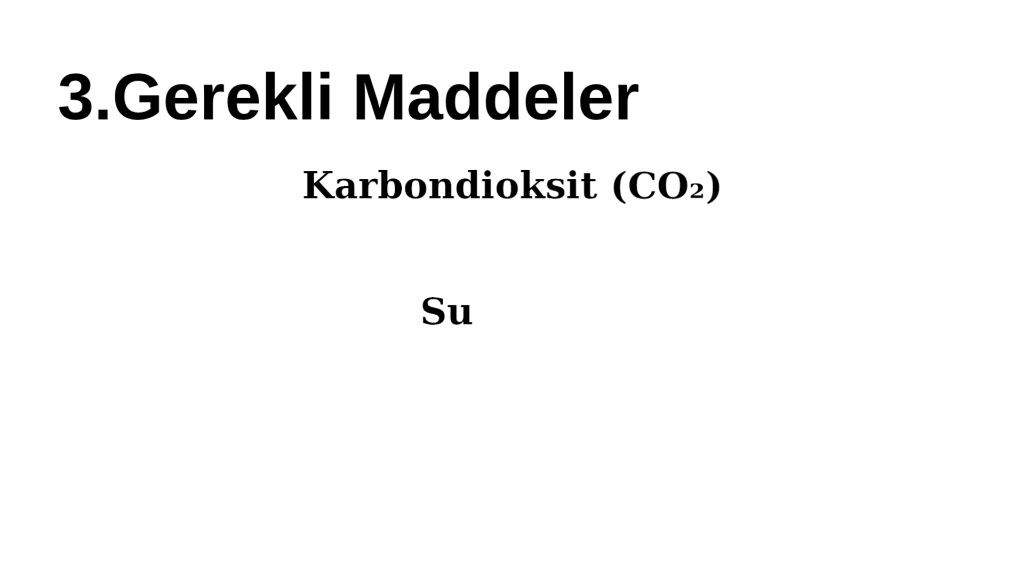 3.Gerekli Maddeler
Karbondioksit (CO₂)
Su